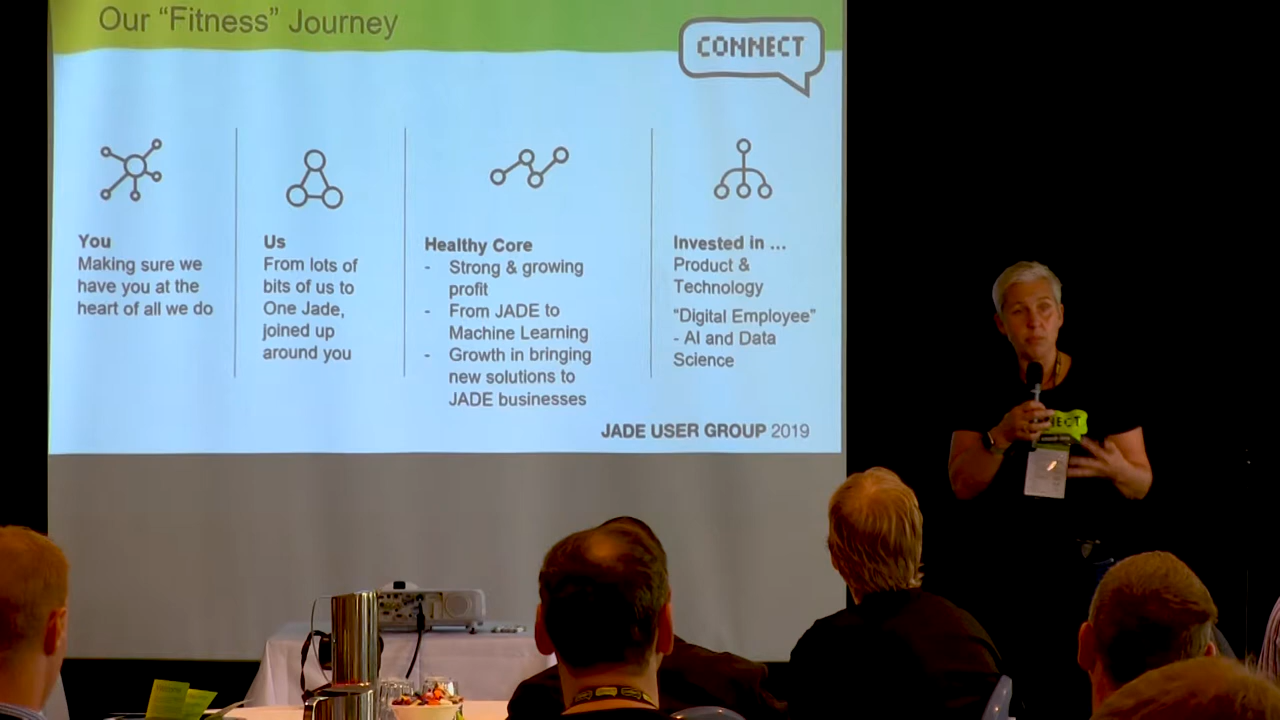 Our “Fitness” Journey
CONNECT
You
Making sure we
have you at the
heart of all we do
Us
From lots of
bits of us to
One Jade,
joined up
around you
Healthy Core
- Strong & growing
profit
- From JADE to
Machine Learning
- Growth in bringing
new solutions to
JADE businesses
Invested in ...
Product &
Technology
“Digital Employee”
- AI and Data
Science
JADE USER GROUP 2019
NECT